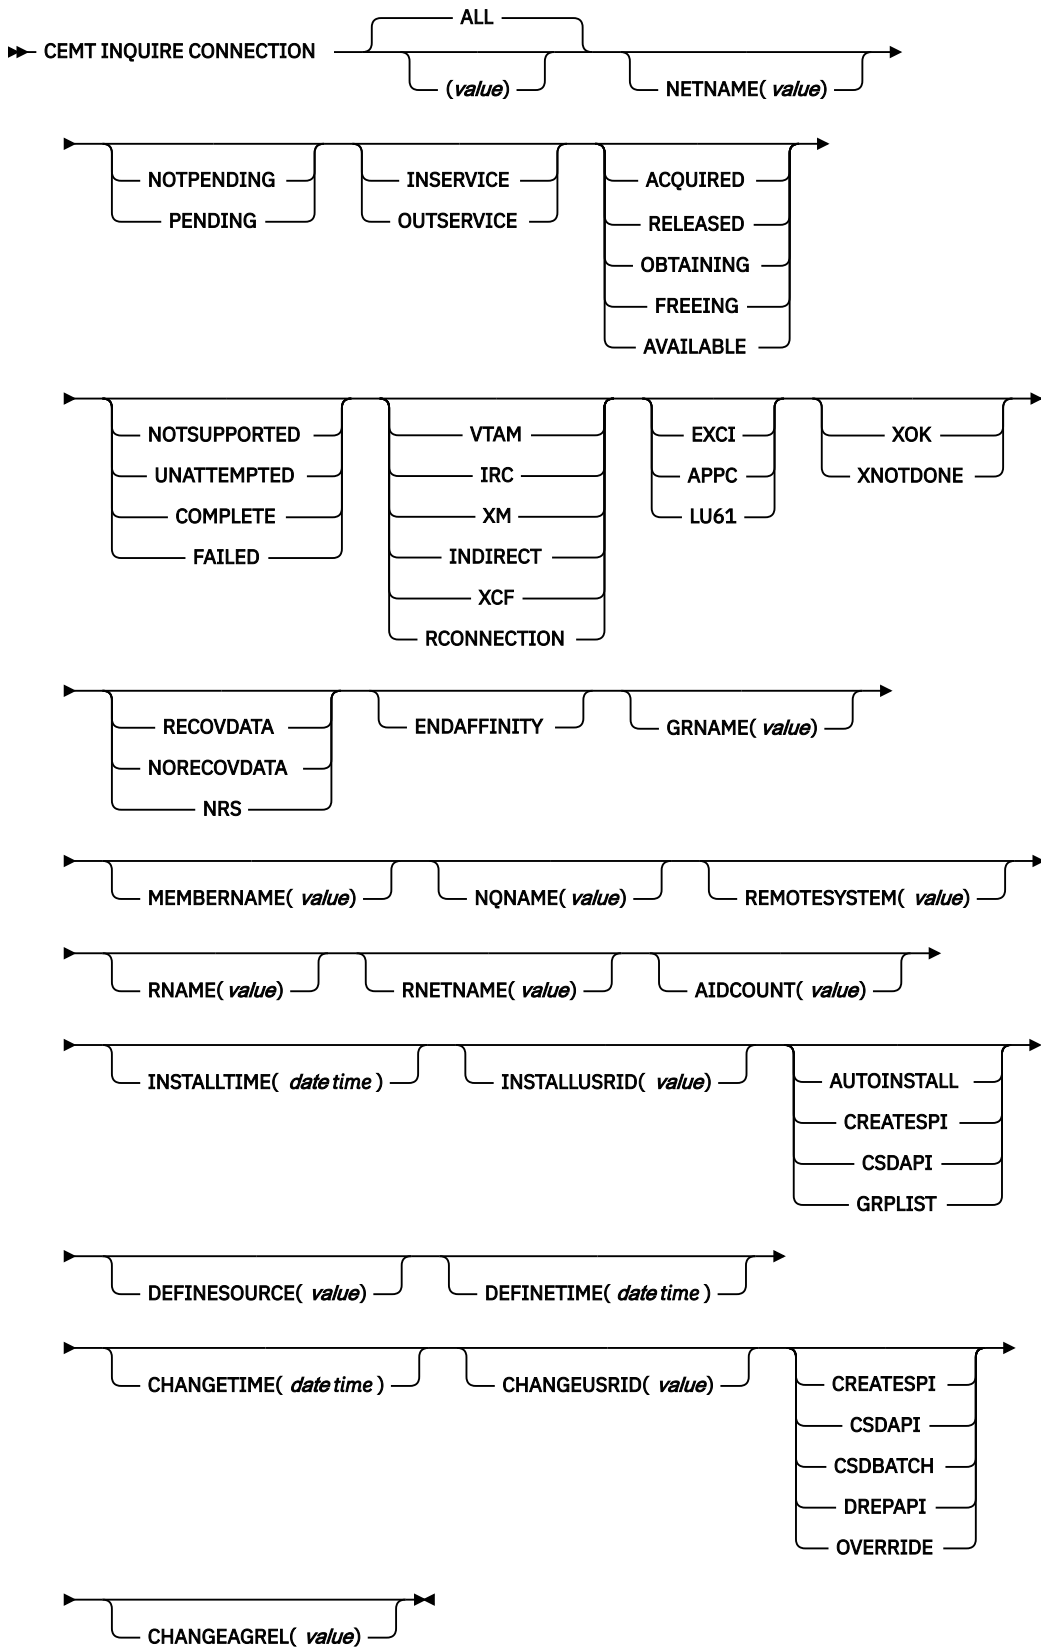 ALL
CEMT INQUIRE CONNECTION
(value)
NETNAME( value)
NOTPENDING
PENDING
INSERVICE
OUTSERVICE
ACQUIRED
RELEASED
OBTAINING
FREEING
AVAILABLE
NOTSUPPORTED
UNATTEMPTED
COMPLETE
FAILED
VTAM
IRC
XM
INDIRECT
XCF
RCONNECTION
EXCI
APPC
LU61
XOK
XNOTDONE
RECOVDATA
NORECOVDATA
NRS
ENDAFFINITY
GRNAME( value)
MEMBERNAME( value)
NQNAME( value)
REMOTESYSTEM( value)
RNAME( value)
RNETNAME( value)
AIDCOUNT( value)
INSTALLTIME( date time )
INSTALLUSRID( value)
AUTOINSTALL
CREATESPI
CSDAPI
GRPLIST
DEFINESOURCE( value)
DEFINETIME( date time )
CHANGETIME( date time )
CHANGEUSRID( value)
CREATESPI
CSDAPI
CSDBATCH
DREPAPI
OVERRIDE
CHANGEAGREL( value)